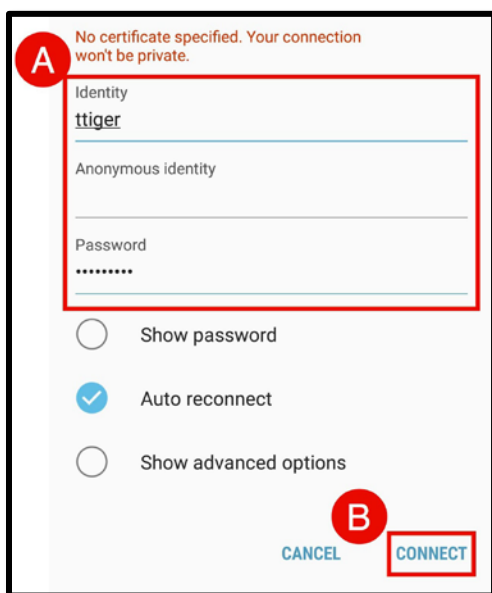 No certificate specified. Your connection
won't be private.
A
Identity
ttiger
Anonymous identity
Password
•••••••••
Show password
Auto reconnect
Show advanced options
B
CANCEL CONNECT